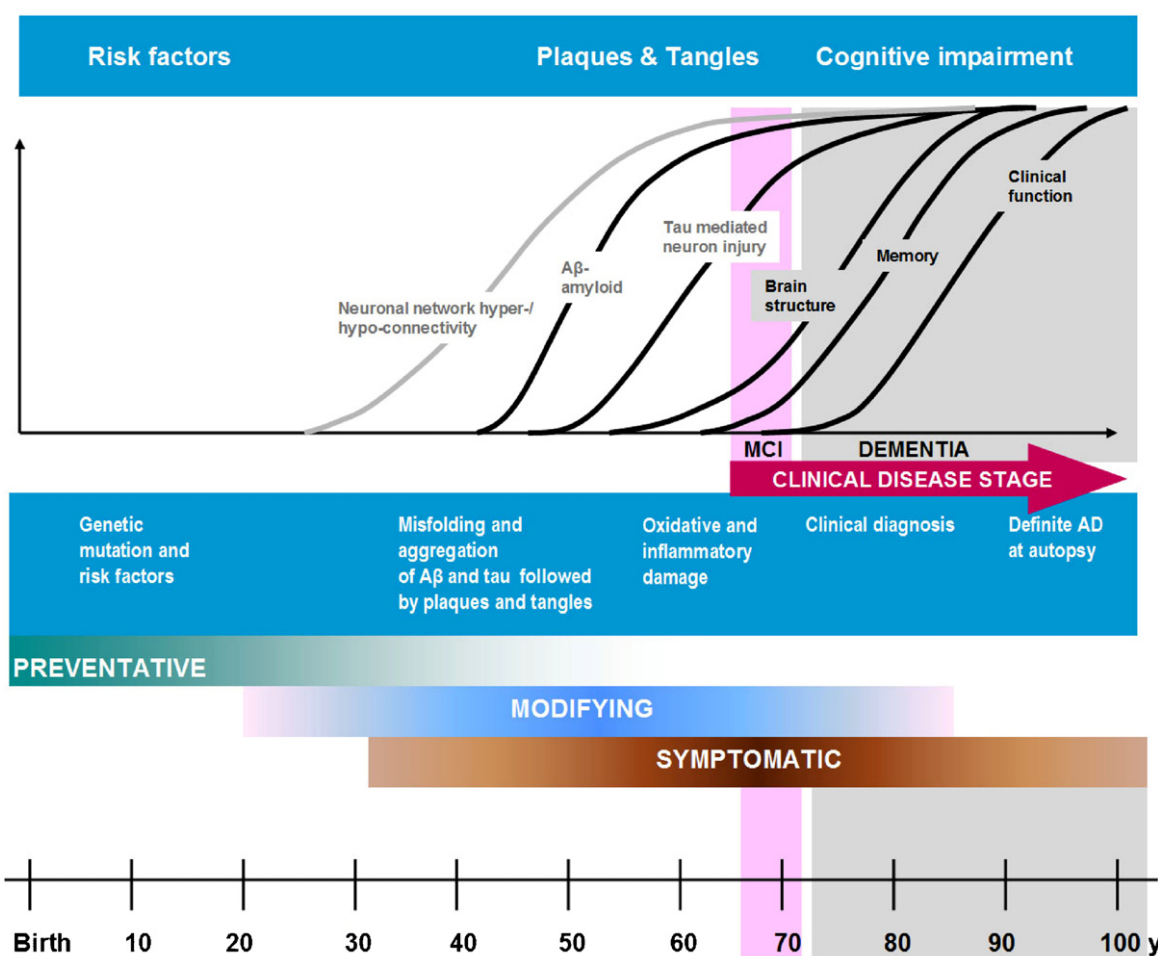 Risk factors
Plaques & Tangles
Cognitive impairment
Clinical
function
Tau mediated
neuron injury
Memory
Aβ-
amyloid
Brain
structure
Neuronal network hyper-/
hypo-connectivity
MCI
DEMENTIA
CLINICAL DISEASE STAGE
Genetic
mutation and
risk factors
Misfolding and
aggregation
of Aβ and tau followed
by plaques and tangles
Oxidative and
inflammatory
damage
Clinical diagnosis
Definite AD
at autopsy
PREVENTATIVE
MODIFYING
SYMPTOMATIC
Birth 10 20 30 40 50 60 70 80 90 100 y